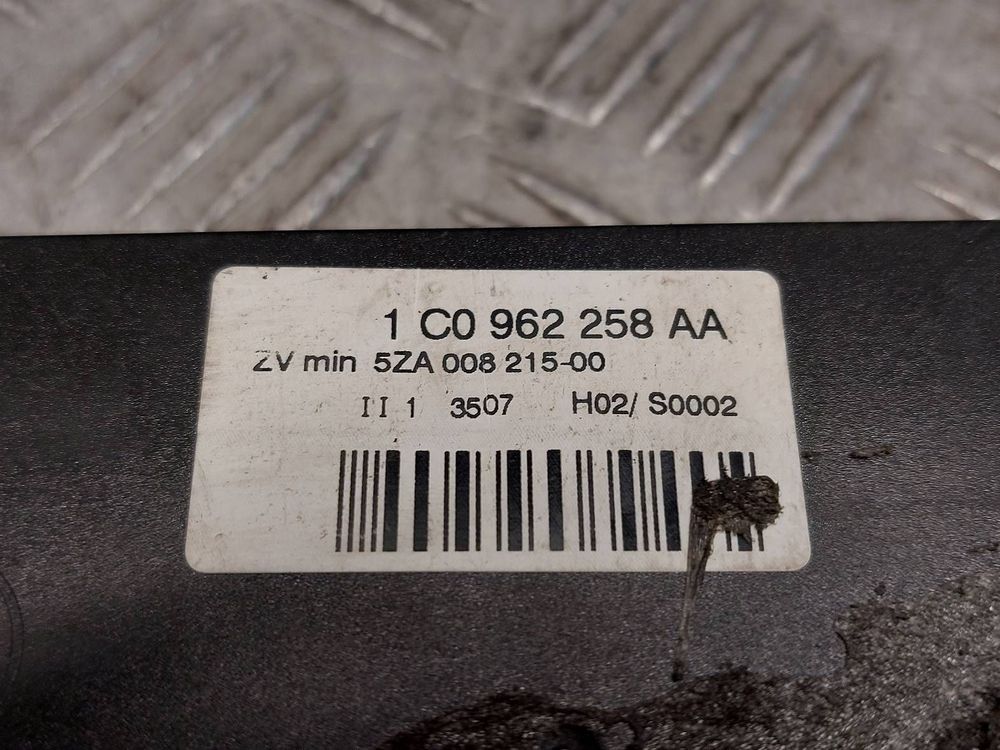 1 C0 962 258 AA
ZV min 5ZA 008 215-00
II 1 3507 H02/ S0002